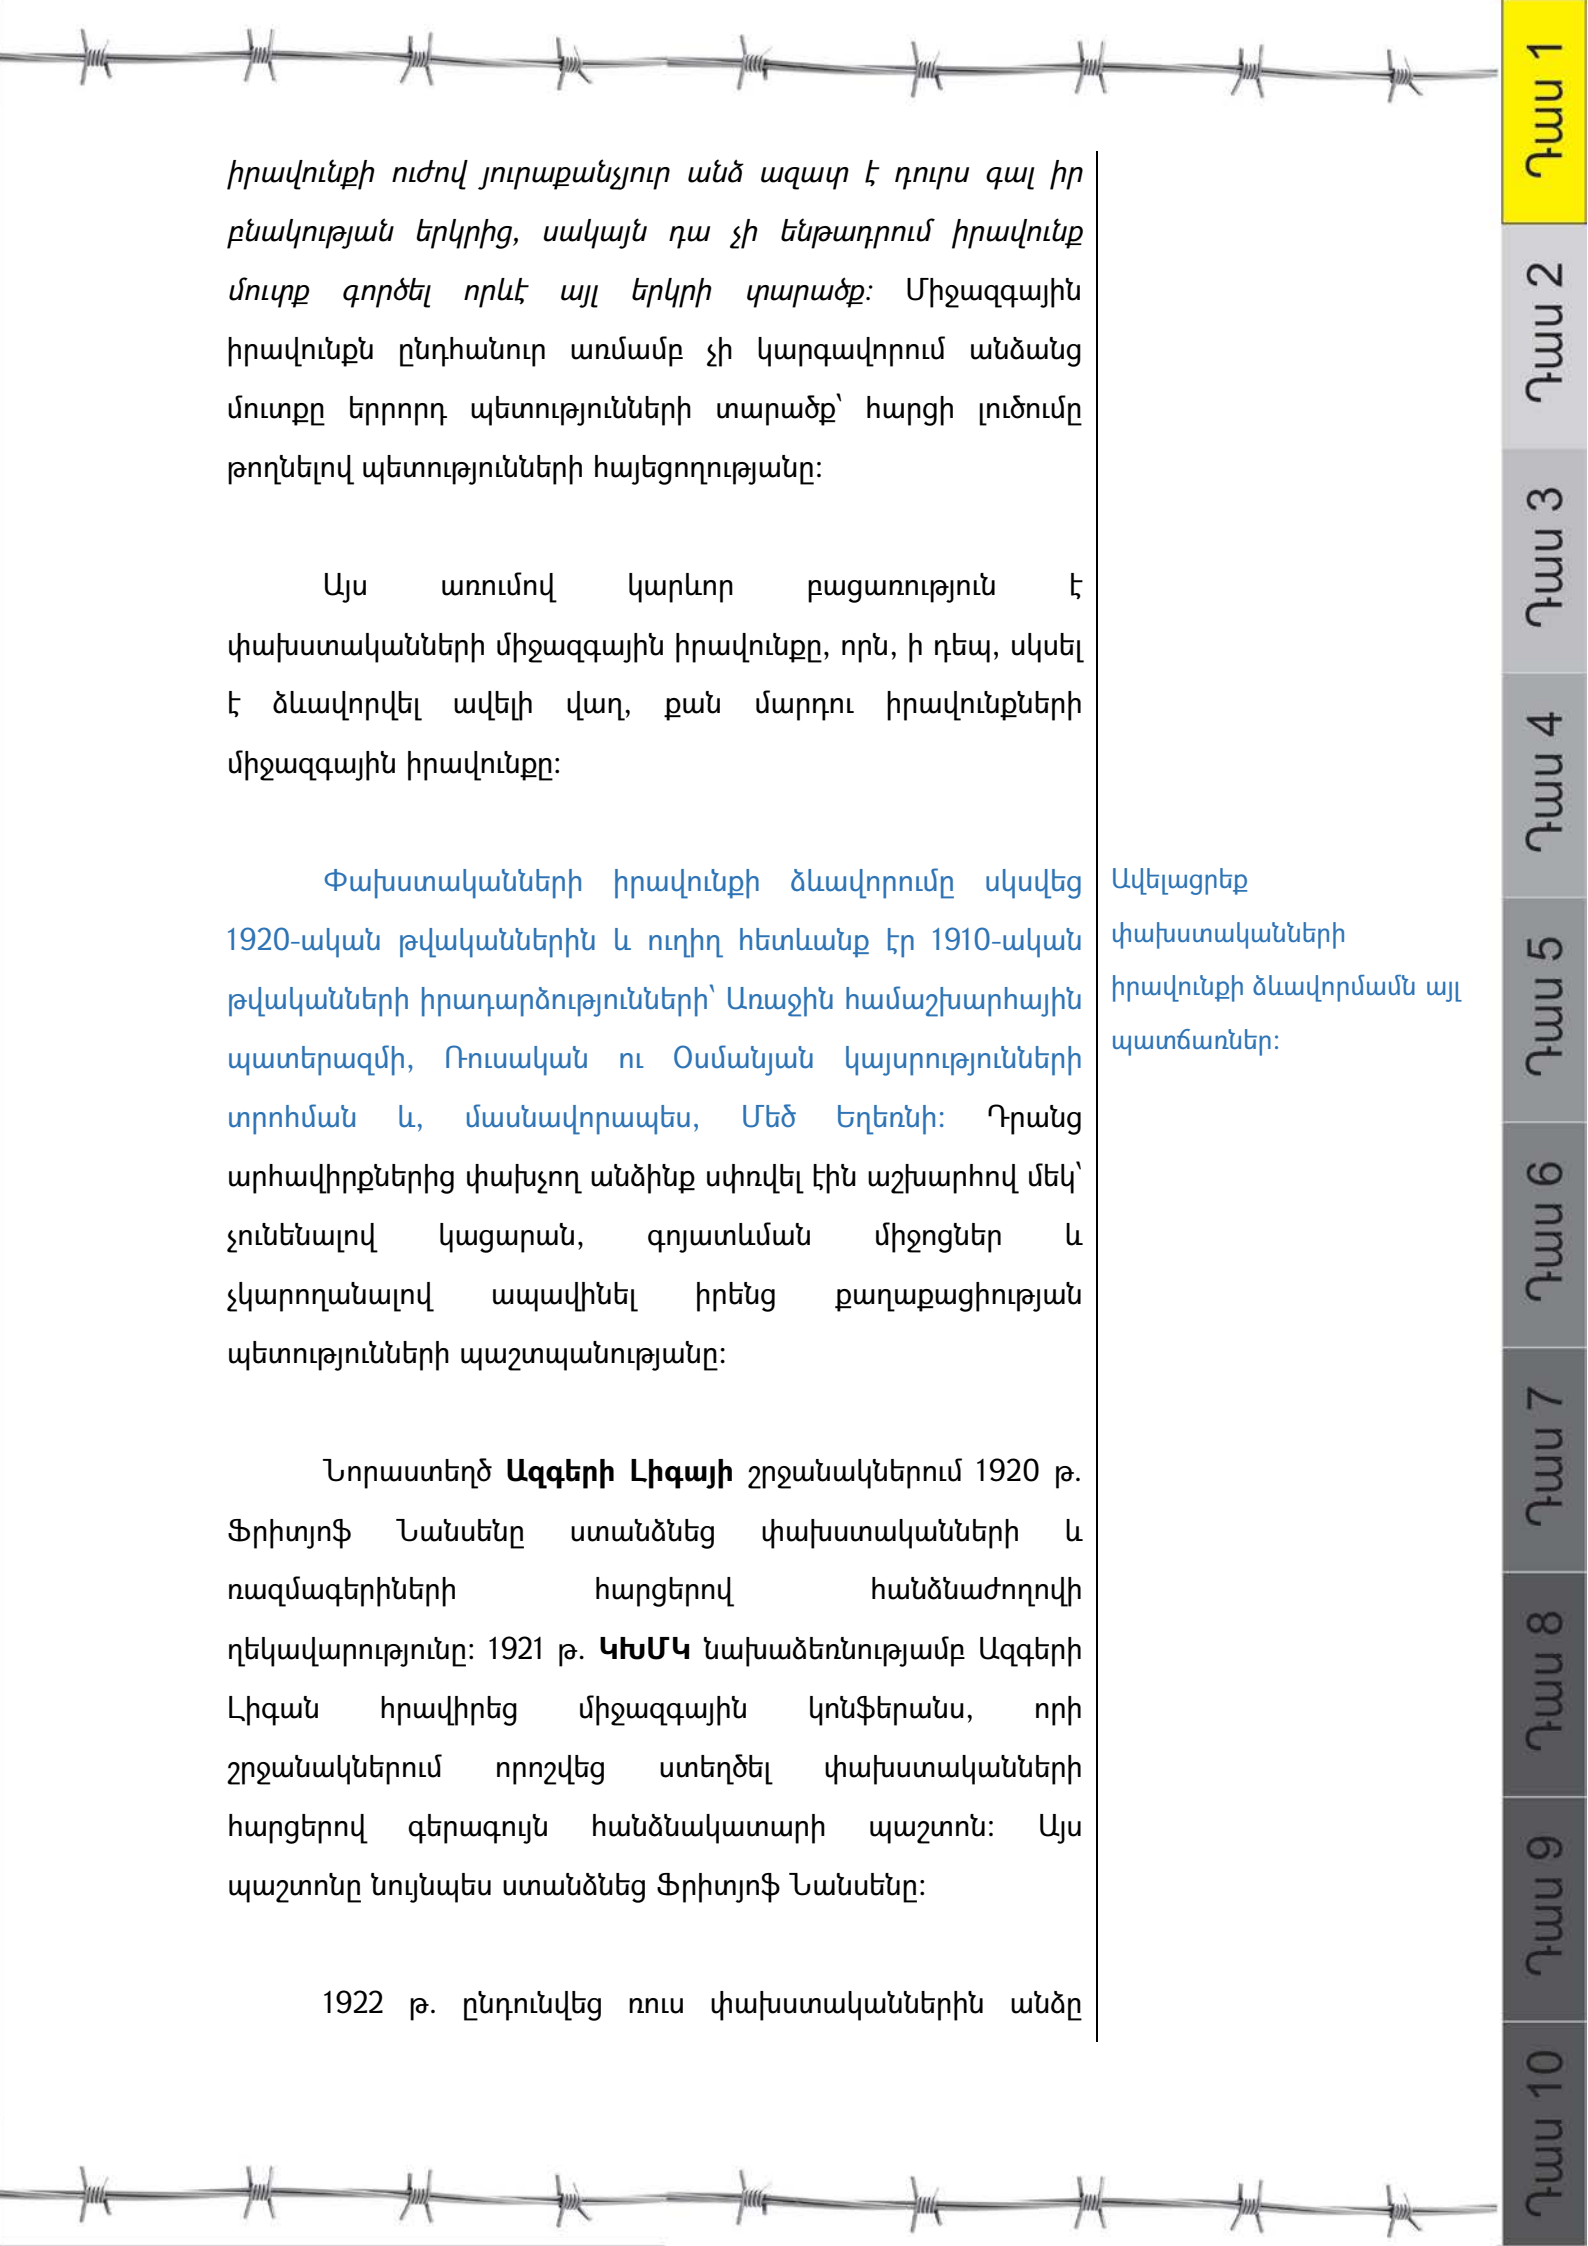 իրավունքի ուժով յուրաքանչյուր անձ ազատ է դուրս գալ իր
բնակության երկրից, սակայն դա չի ենթադրում իրավունք
մուտք գործել որևէ այլ երկրի տարածք: Միջազգային
իրավունքն ընդհանուր առմամբ չի կարգավորում անձանց
մուտքը երրորդ պետությունների տարածք՝ հարցի լուծումը
թողնելով պետությունների հայեցողությանը:
Այս առումով կարևոր բացառություն է
փախստականների միջազգային իրավունքը, որն, ի դեպ, սկսել
է ձևավորվել ավելի վաղ, քան մարդու իրավունքների
միջազգային իրավունքը:
Փախստականների իրավունքի ձևավորումը սկսվեց
1920-ական թվականներին և ուղիղ հետևանք էր 1910-ական
թվականների իրադարձությունների՝ Առաջին համաշխարհային
պատերազմի, Ռուսական ու Օսմանյան կայսրությունների
տրոհման և, մասնավորապես, Մեծ Եղեռնի: Դրանց
արհավիրքներից փախչող անձինք սփռվել էին աշխարհով մեկ՝
չունենալով կացարան, գոյատևման միջոցներ և
չկարողանալով ապավինել իրենց քաղաքացիության
պետությունների պաշտպանությանը:
Նորաստեղծ Ազգերի Լիգայի շրջանակներում 1920 թ.
Ֆրիտյոֆ Նանսենը ստանձնեց փախստականների և
ռազմագերիների հարցերով հանձնաժողովի
ղեկավարությունը: 1921 թ. ԿԽՄԿ նախաձեռնությամբ Ազգերի
Լիգան հրավիրեց միջազգային կոնֆերանս, որի
շրջանակներում որոշվեց ստեղծել փախստականների
հարցերով գերագույն հանձնակատարի պաշտոն: Այս
պաշտոնը նույնպես ստանձնեց Ֆրիտյոֆ Նանսենը:
1922 թ. ընդունվեց ռուս փախստականներին անձը
Ավելացրեք
փախստականների
իրավունքի ձևավորմամն այլ
պատճառներ:
Դաս 1
Դաս 2
Դաս 3
Դաս 4
Դաս 5
Դաս 6
Դաս 7
Դաս 8
Դաս 9
Դաս 10